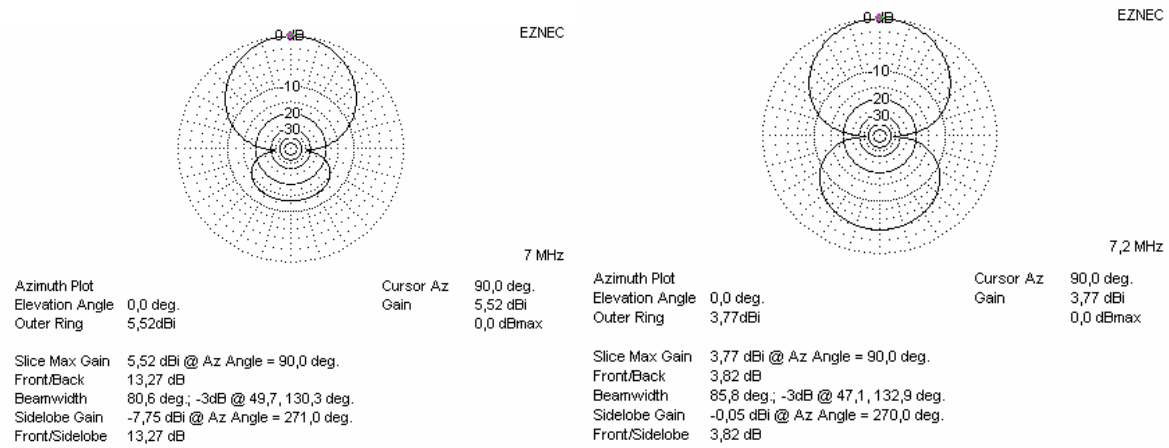 0 dB
EZNEC
-10
-20
-30
7 MHz
Azimuth Plot
Elevation Angle 0,0 deg.
Outer Ring 5,52dBi
Cursor Az 90,0 deg.
Gain 5,52 dBi
0,0 dBmax
Slice Max Gain 5,52 dBi @ Az Angle = 90,0 deg.
Front/Back 13,27 dB
Beamwidth 80,6 deg.; -3dB @ 49,7, 130,3 deg.
Sidelobe Gain -7,75 dBi @ Az Angle = 271,0 deg.
Front/Sidelobe 13,27 dB
0 dB
EZNEC
-10
-20
-30
7,2 MHz
Azimuth Plot
Elevation Angle 0,0 deg.
Outer Ring 3,77dBi
Cursor Az 90,0 deg.
Gain 3,77 dBi
0,0 dBmax
Slice Max Gain 3,77 dBi @ Az Angle = 90,0 deg.
Front/Back 3,82 dB
Beamwidth 85,8 deg.; -3dB @ 47,1, 132,9 deg.
Sidelobe Gain -0,05 dBi @ Az Angle = 270,0 deg.
Front/Sidelobe 3,82 dB